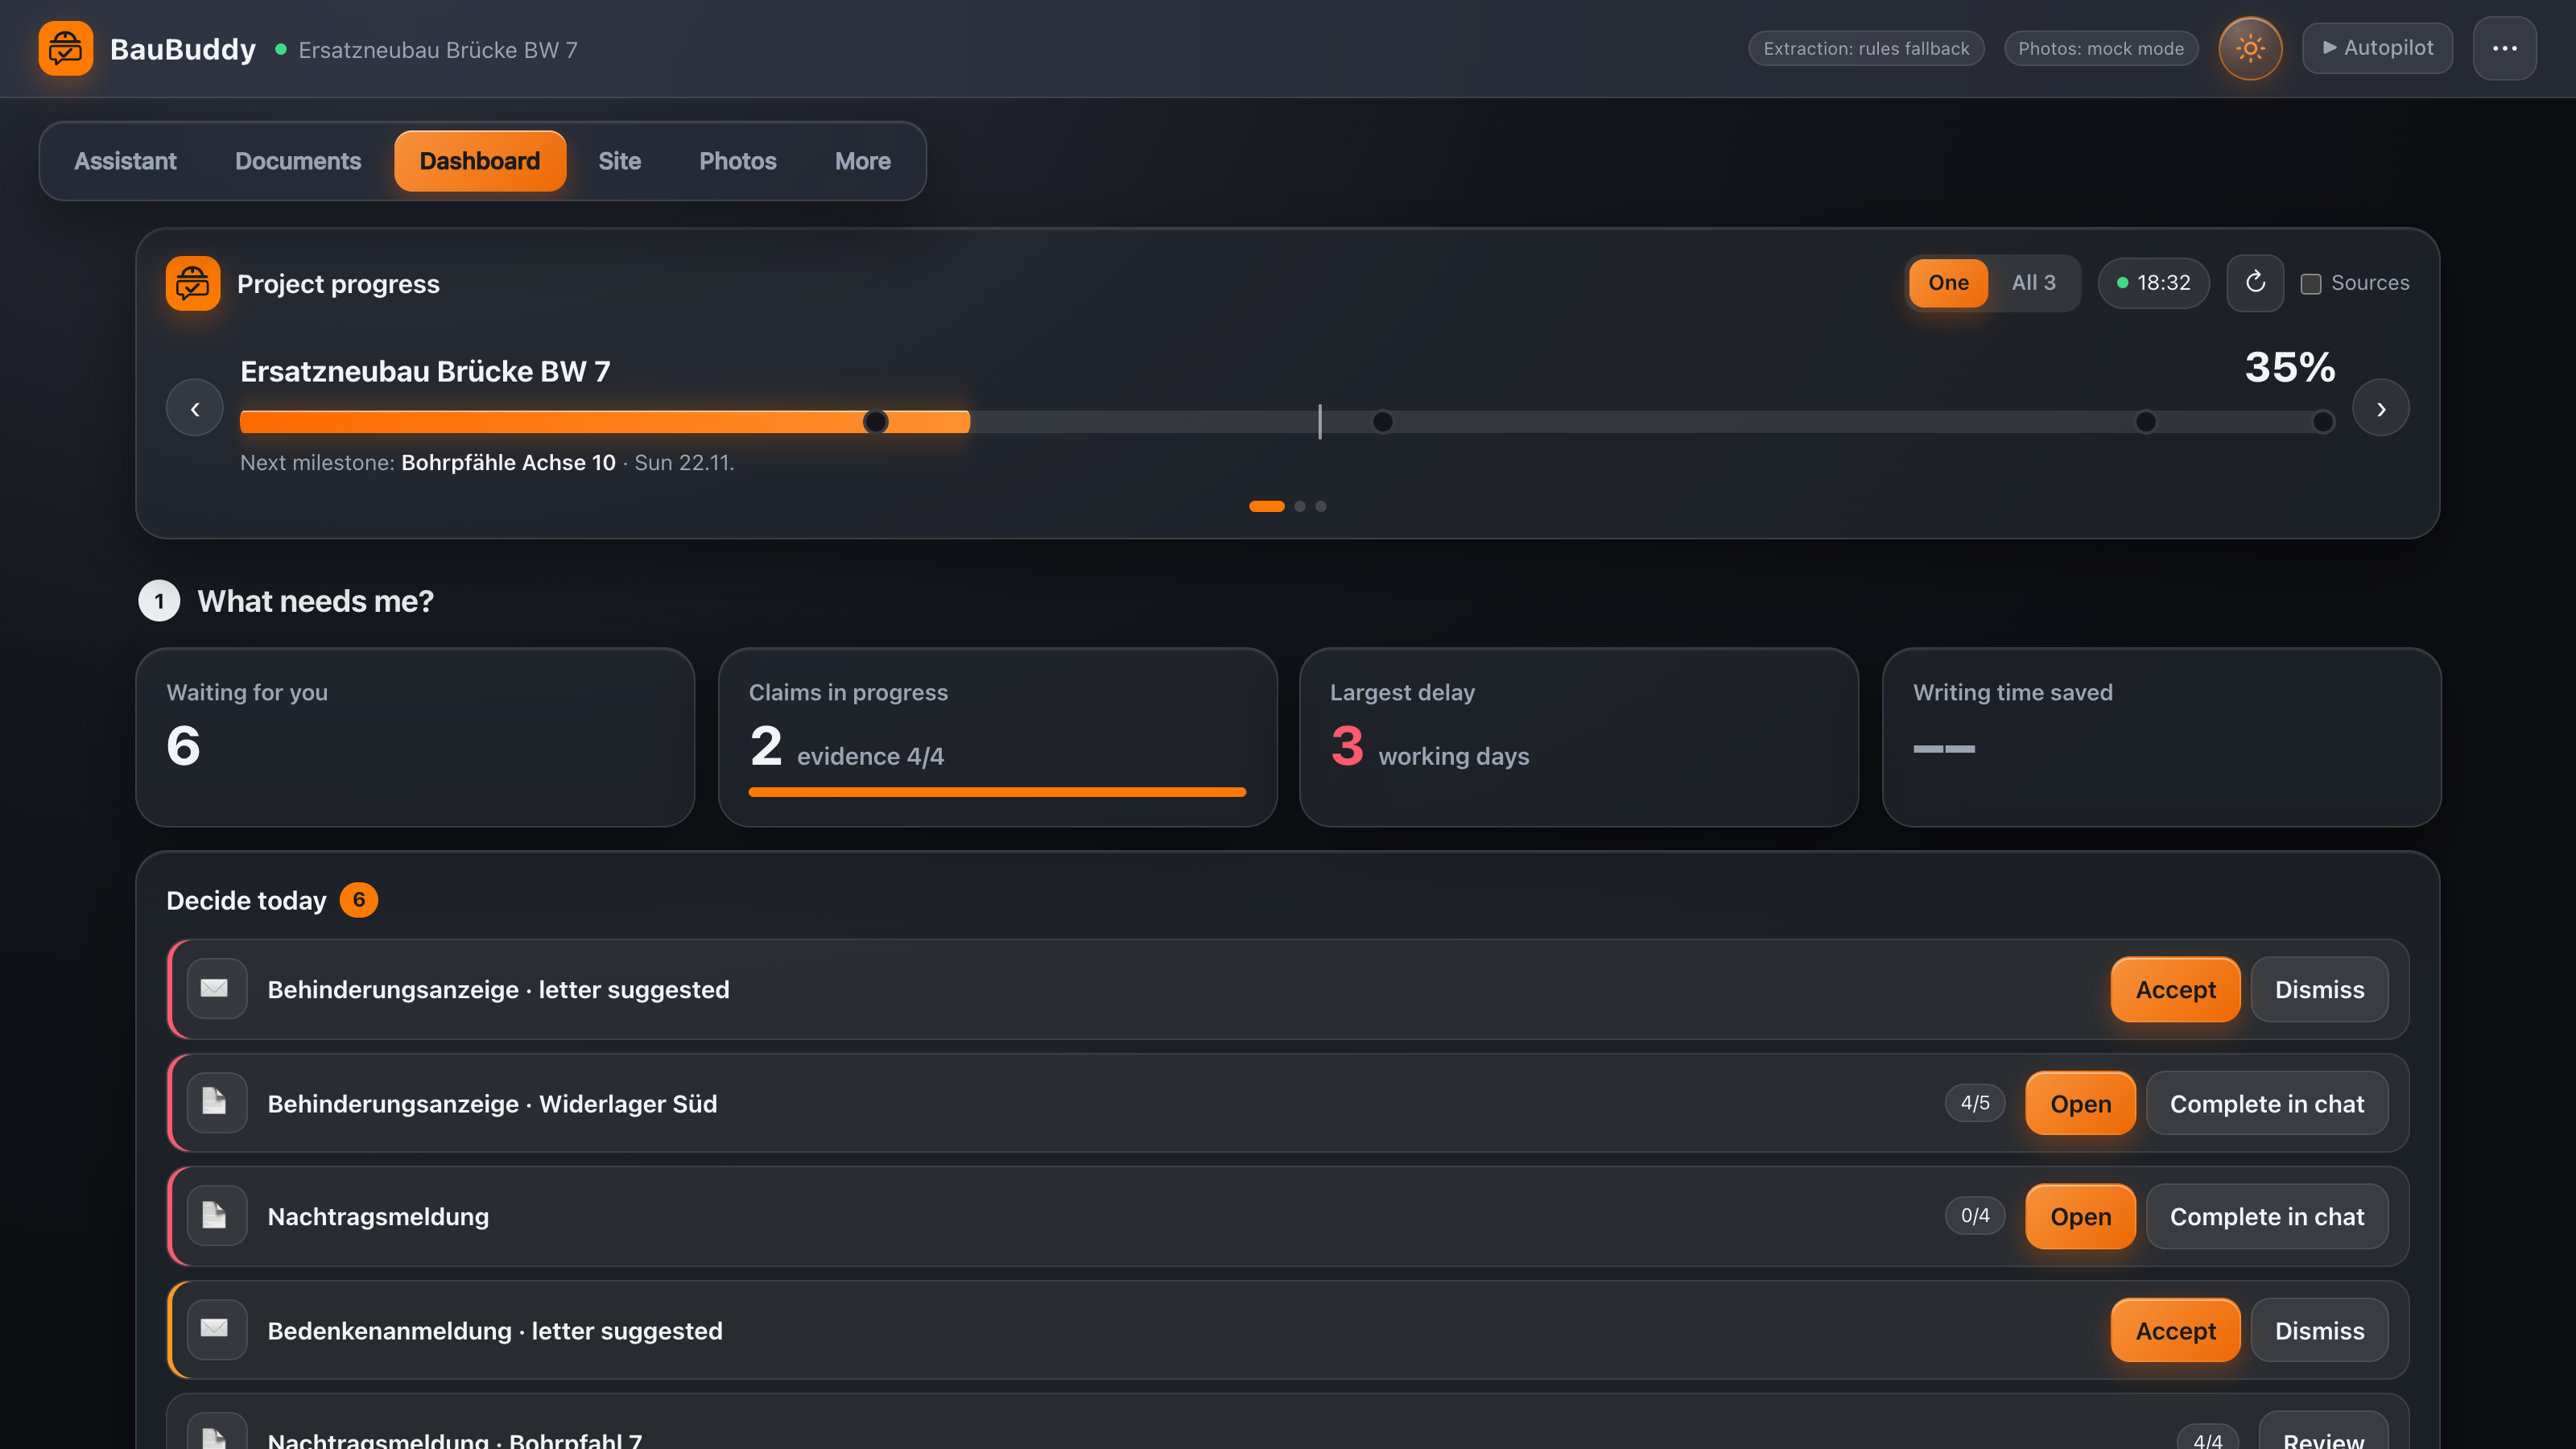 BauBuddy Ersatzneubau Brücke BW 7 Extraction: rules fallback Photos: mock mode Autopilot
Assistant Documents Dashboard Site Photos More
Project progress One All 3 18:32 Sources
Ersatzneubau Brücke BW 7 35%
Next milestone: Bohrpfähle Achse 10 · Sun 22.11.
1 What needs me?
Waiting for you
6
Claims in progress
2 evidence 4/4
Largest delay
3 working days
Writing time saved
——
Decide today 6
Behinderungsanzeige · letter suggested Accept Dismiss
Behinderungsanzeige · Widerlager Süd 4/5 Open Complete in chat
Nachtragsmeldung 0/4 Open Complete in chat
Bedenkenanmeldung · letter suggested Accept Dismiss
Nachtragsmeldung · Bohrpfahl 7 4/4 Review